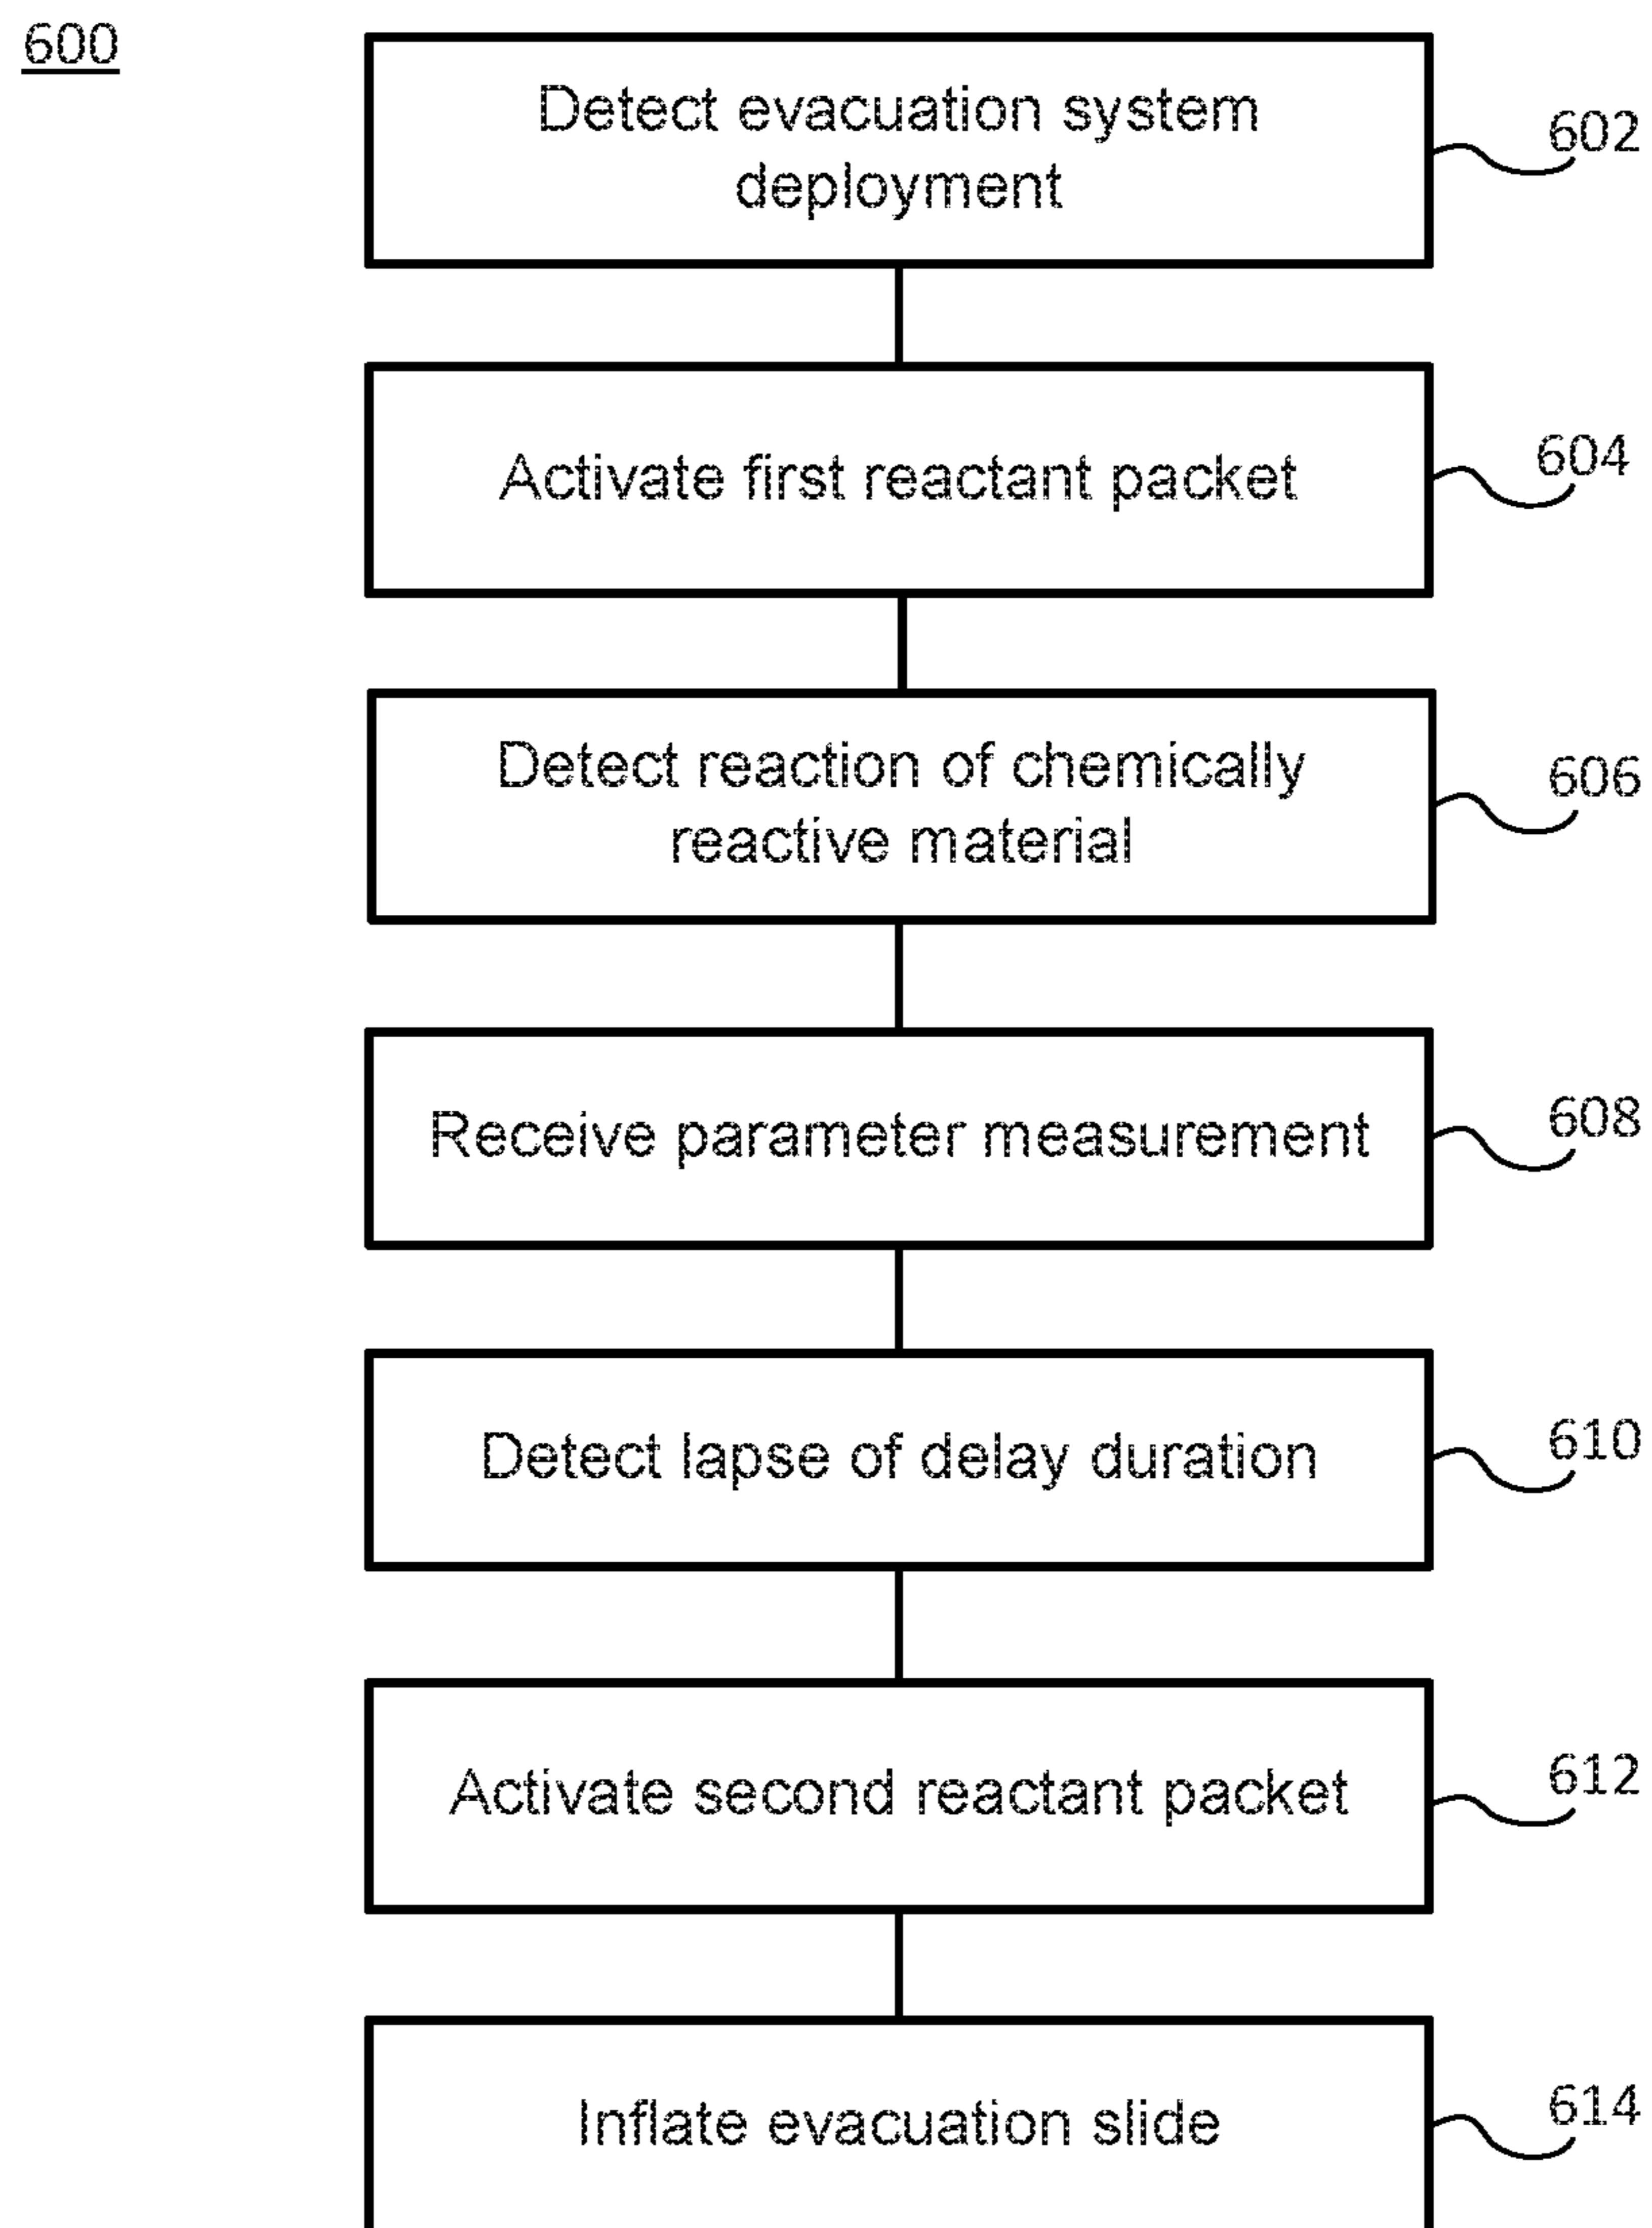 600
Detect evacuation system
deployment
602
Activate first reactant packet
604
Detect reaction of chemically
reactive material
606
Receive parameter measurement
608
Detect lapse of delay duration
610
Activate second reactant packet
612
Inflate evacuation slide
614